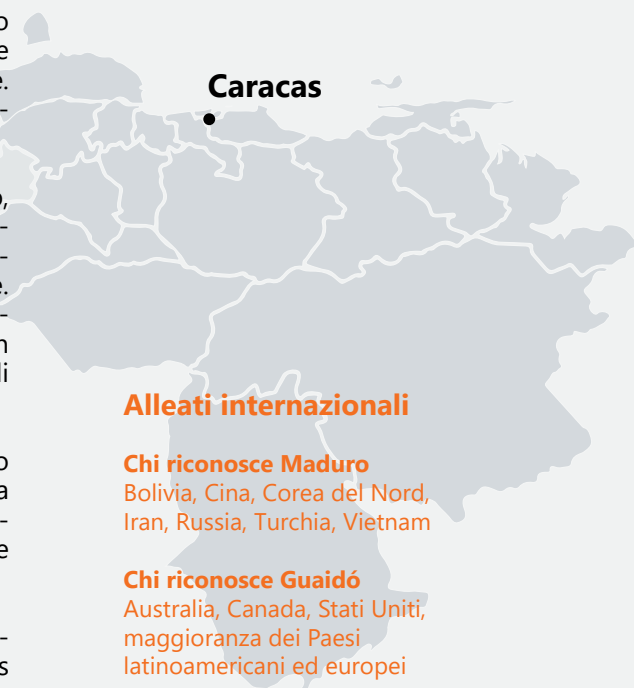 Caracas
Alleati internazionali
Chi riconosce Maduro
Bolivia, Cina, Corea del Nord,
Iran, Russia, Turchia, Vietnam
Chi riconosce Guaidó
Australia, Canada, Stati Uniti,
maggioranza dei Paesi
latinoamericani ed europei